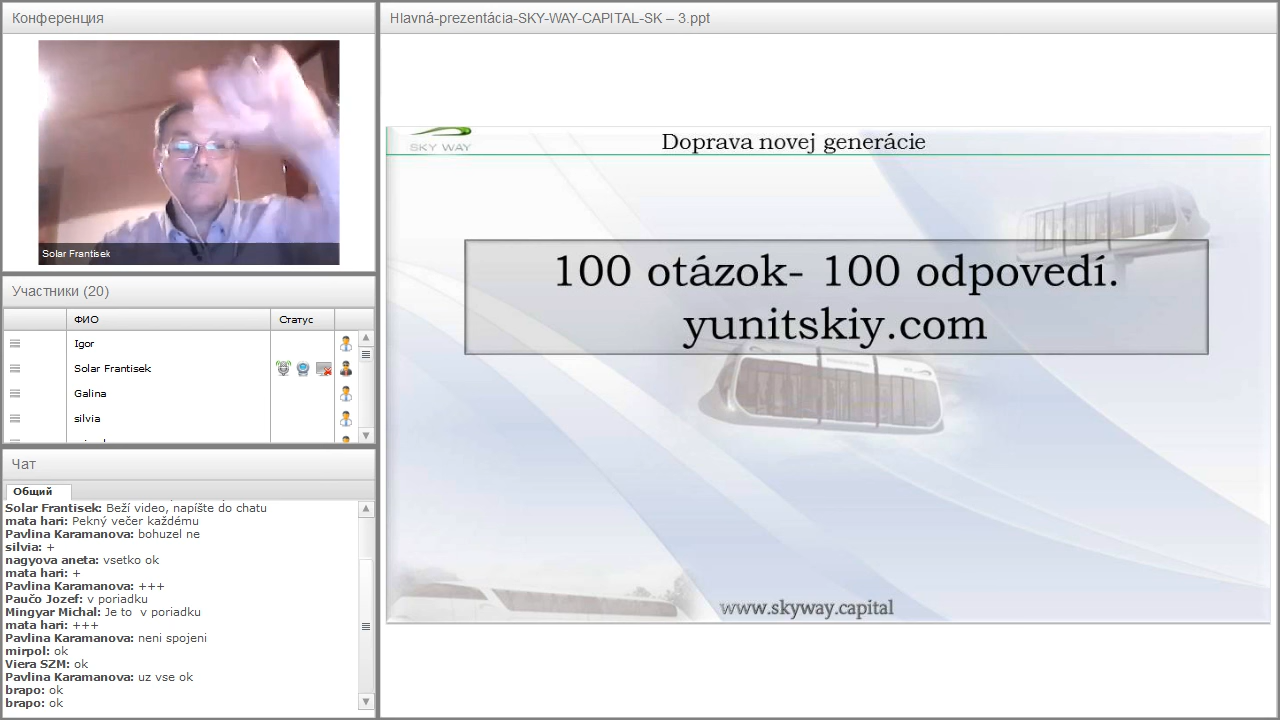 Конференция
Solar Frantisek
Участники (20)
ФИО
Статус
Igor
Solar Frantisek
Galina
silvia
Чат
Общий
Solar Frantisek: Beží video, napíšte do chatu
mata hari: Pekný večer každému
Pavlina Karamanova: bohuzel ne
silvia: +
nagyova aneta: vsetko ok
mata hari: +
Pavlina Karamanova: +++
Paučo Jozef: v poriadku
Mingyar Michal: Je to  v poriadku
mata hari: +++
Pavlina Karamanova: neni spojeni
mirpol: ok
Viera SZM: ok
Pavlina Karamanova: uz vse ok
brapo: ok
brapo: ok
Hlavná-prezentácia-SKY-WAY-CAPITAL-SK – 3.ppt
SKY WAY
Doprava novej generácie
100 otázok- 100 odpovedí.
yunitskiy.com
www.skyway.capital